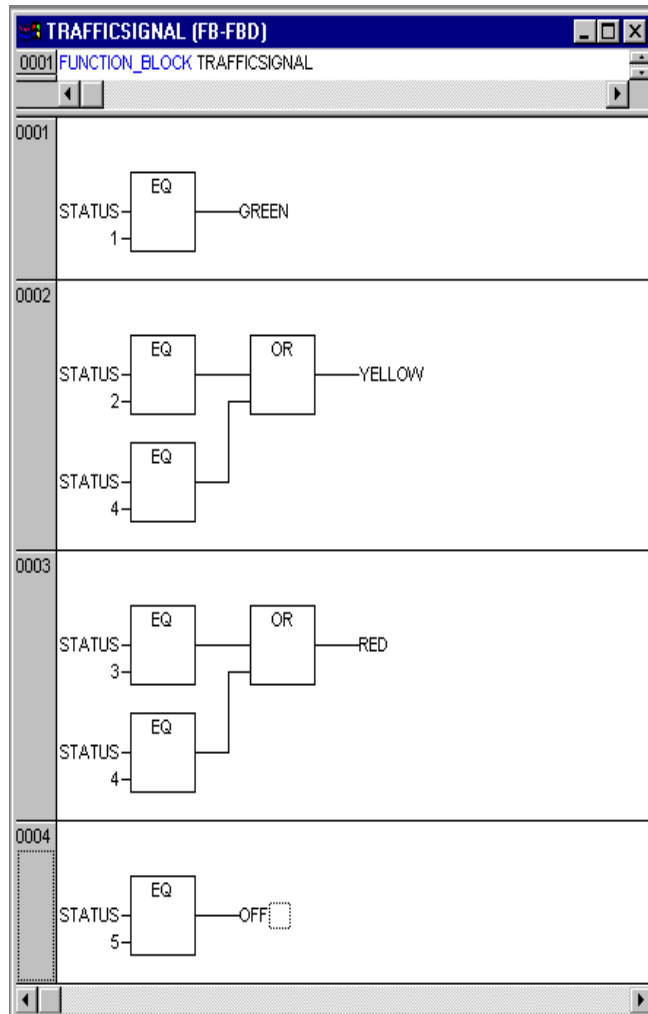 TRAFFICSIGNAL (FB-FBD)
0001 FUNCTION_BLOCK TRAFFICSIGNAL
0001
EQ
STATUS GREEN
1
0002
EQ OR
STATUS YELLOW
2
EQ
STATUS
4
0003
EQ OR
STATUS RED
3
EQ
STATUS
4
0004
EQ
STATUS OFF
5